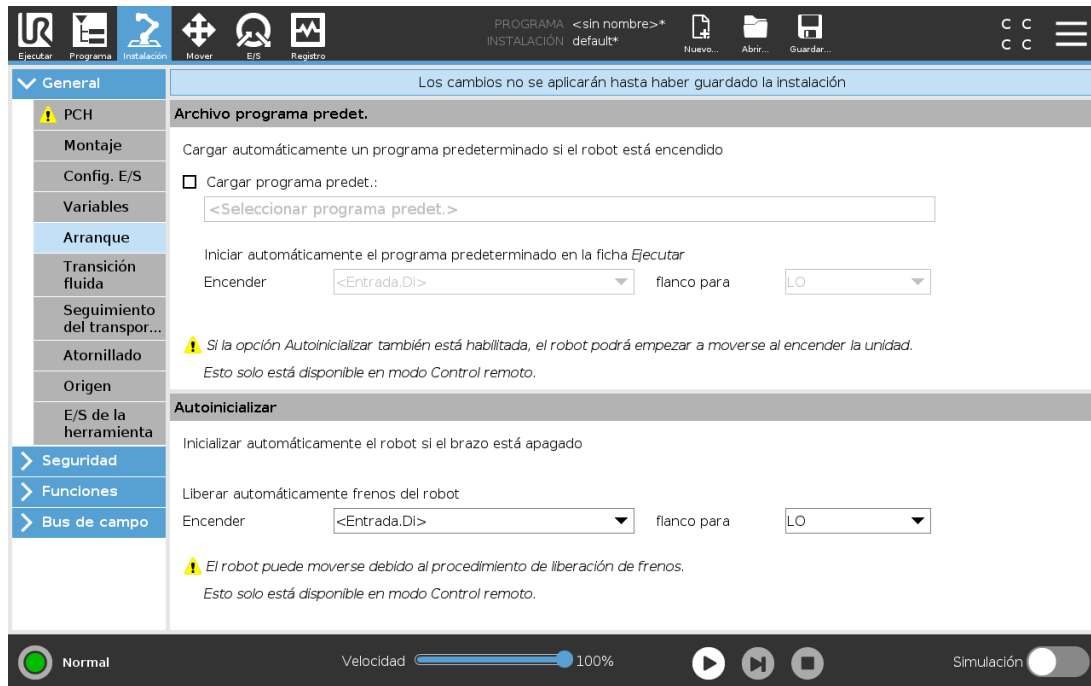 PROGRAMA <sin nombre>*
INSTALACIÓN default*
C C
C C
Ejecutar
Programa
Instalación
Mover
E/S
Registro
Nuevo...
Abrir...
Guardar...
General
PCH
Montaje
Config. E/S
Variables
Arranque
Transición
fluida
Seguimiento
del transpor...
Atornillado
Origen
E/S de la
herramienta
Seguridad
Funciones
Bus de campo
Los cambios no se aplicarán hasta haber guardado la instalación
Archivo programa predet.
Cargar automáticamente un programa predeterminado si el robot está encendido
Cargar programa predet.:
<Seleccionar programa predet.>
Iniciar automáticamente el programa predeterminado en la ficha Ejecutar
Encender <Entrada.Di> flanco para LO
Si la opción Autoinicializar también está habilitada, el robot podrá empezar a moverse al encender la unidad.
Esto solo está disponible en modo Control remoto.
Autoinicializar
Inicializar automáticamente el robot si el brazo está apagado
Liberar automáticamente frenos del robot
Encender <Entrada.Di> flanco para LO
El robot puede moverse debido al procedimiento de liberación de frenos.
Esto solo está disponible en modo Control remoto.
Normal
Velocidad 100%
Simulación